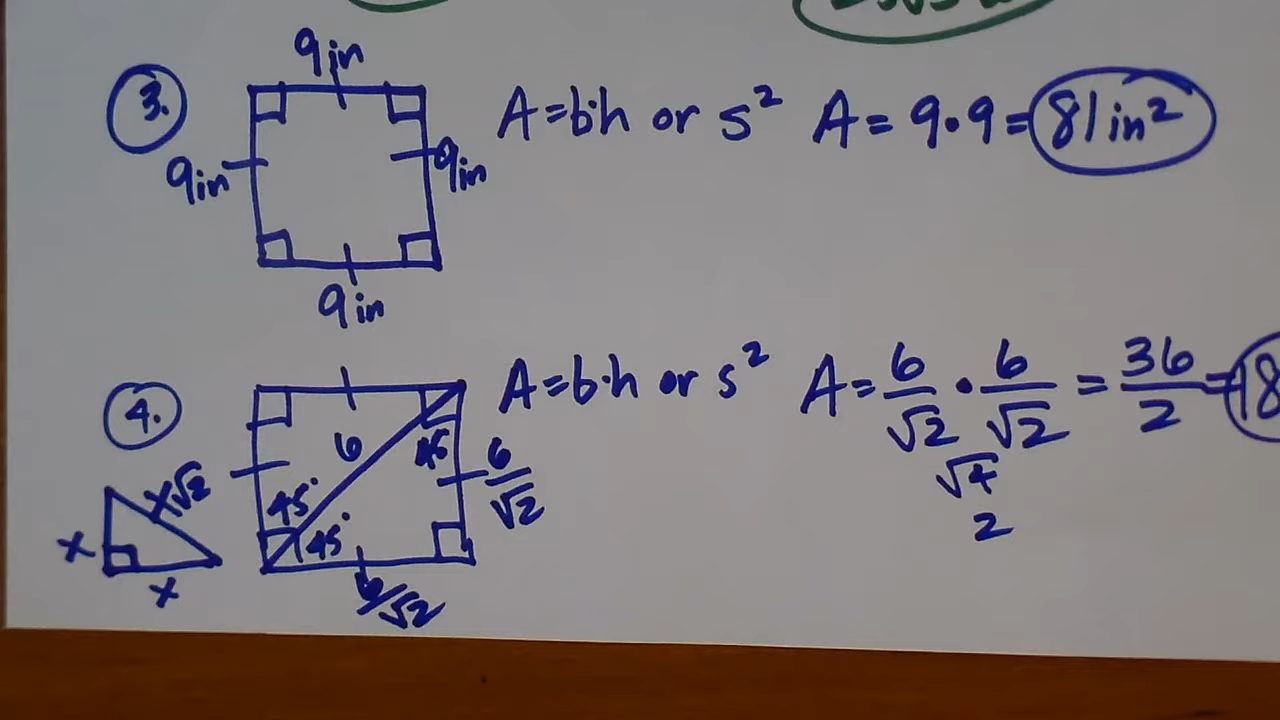 9in
3.
A = b·h or s² A = 9·9 = 81in²
9in
9in
9in
4.
A = b·h or s² A = 6/√2 · 6/√2 = 36/2 = 18
√4
2
6
45
45°
45°
6/√2
6/√2
x√2
x
x